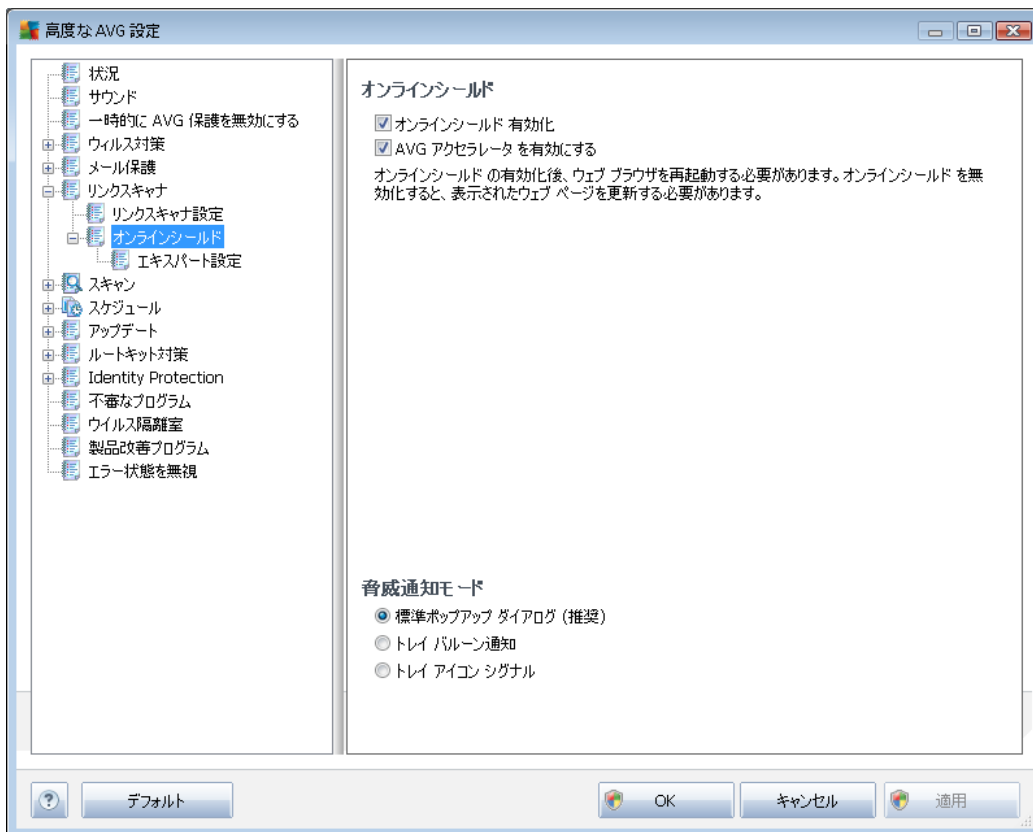 高度な AVG 設定
状況
サウンド
一時的に AVG 保護を無効にする
ウィルス対策
メール保護
リンクスキャナ
リンクスキャナ設定
オンラインシールド
エキスパート設定
スキャン
スケジュール
アップデート
ルートキット対策
Identity Protection
不審なプログラム
ウイルス隔離室
製品改善プログラム
エラー状態を無視
オンラインシールド
オンラインシールド 有効化
AVG アクセラレータ を有効にする
オンラインシールド の有効化後、ウェブ ブラウザを再起動する必要があります。オンラインシールド を無
効化すると、表示されたウェブ ページを更新する必要があります。
脅威通知モード
標準ポップアップ ダイアログ (推奨)
トレイ バルーン通知
トレイ アイコン シグナル
?
デフォルト
OK
キャンセル
適用